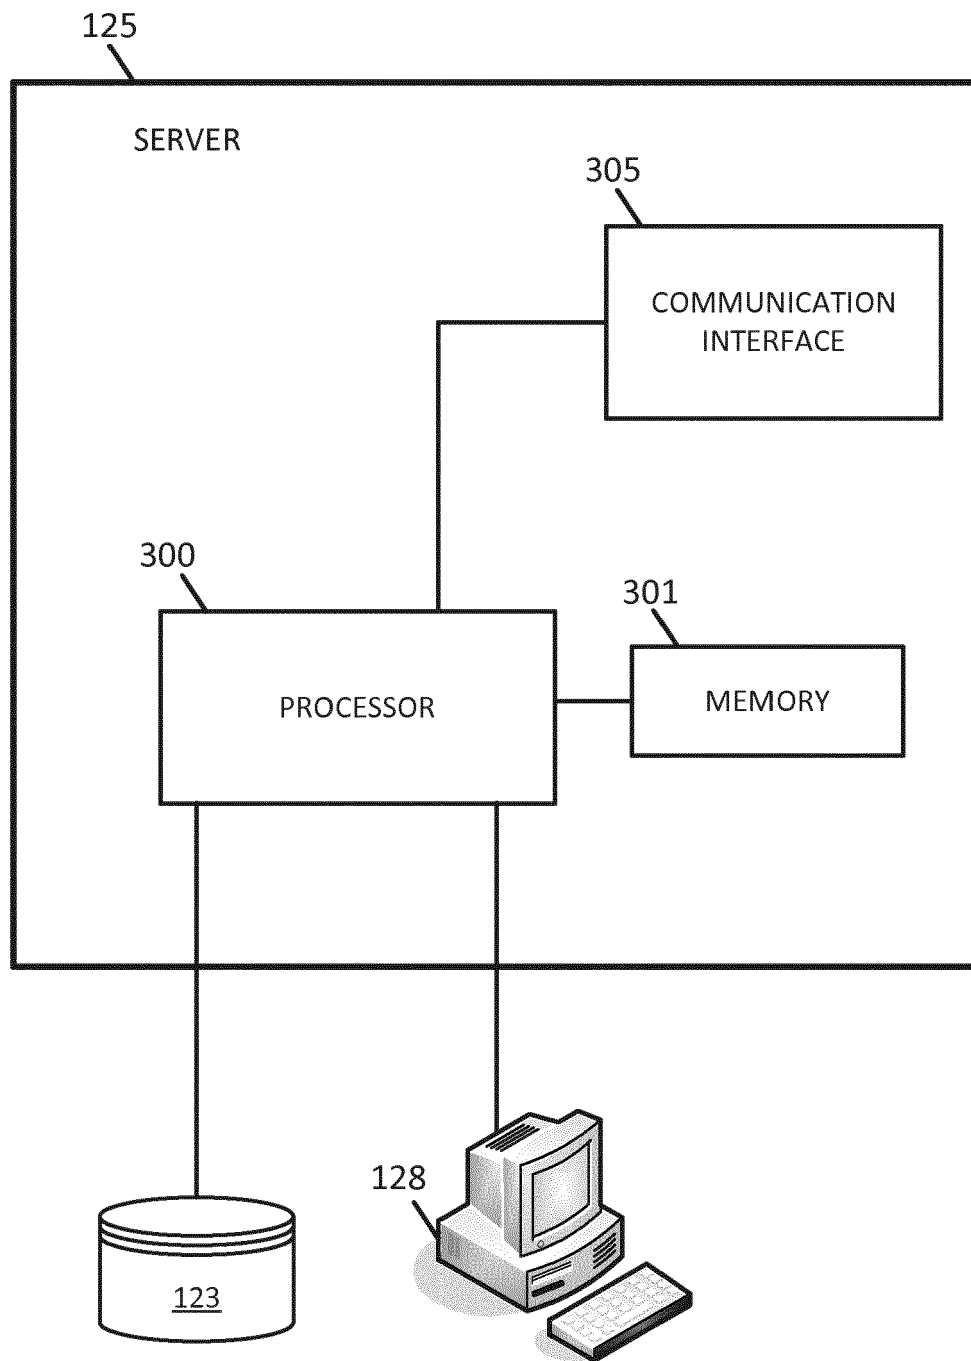 125
SERVER
305
COMMUNICATION
INTERFACE
300
301
PROCESSOR
MEMORY
128
123